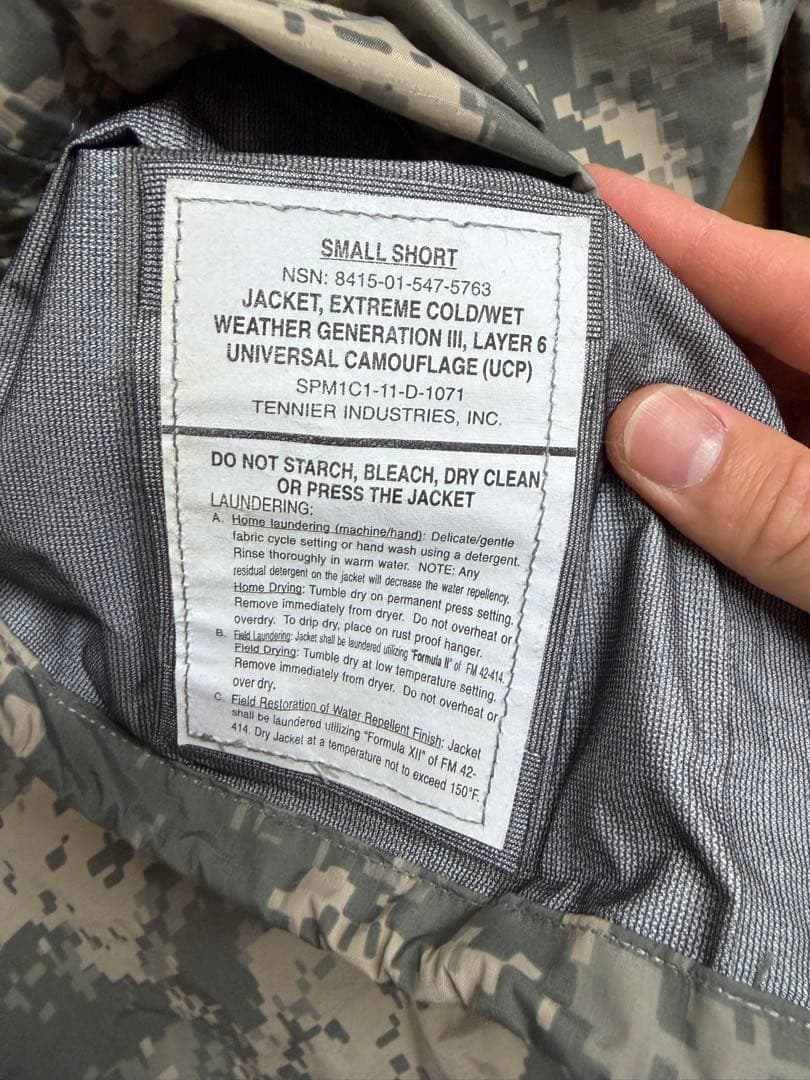 SMALL SHORT
NSN: 8415-01-547-5763
JACKET, EXTREME COLD/WET
WEATHER GENERATION III, LAYER 6
UNIVERSAL CAMOUFLAGE (UCP)
SPM1C1-11-D-1071
TENNIER INDUSTRIES, INC.
DO NOT STARCH, BLEACH, DRY CLEAN
OR PRESS THE JACKET
LAUNDERING:
A. Home laundering (machine/hand): Delicate/gentle
fabric cycle setting or hand wash using a detergent.
Rinse thoroughly in warm water. NOTE: Any
residual detergent on the jacket will decrease the water repellency.
Home Drying: Tumble dry on permanent press setting.
Remove immediately from dryer. Do not overheat or
overdry. To drip dry, place on rust proof hanger.
B. Field Laundering: Jacket shall be laundered utilizing "Formula II" of FM 42-414.
Field Drying: Tumble dry at low temperature setting.
Remove immediately from dryer. Do not overheat or
over dry.
C. Field Restoration of Water Repellent Finish: Jacket
shall be laundered utilizing "Formula XII" of FM 42-
414. Dry Jacket at a temperature not to exceed 150°F.